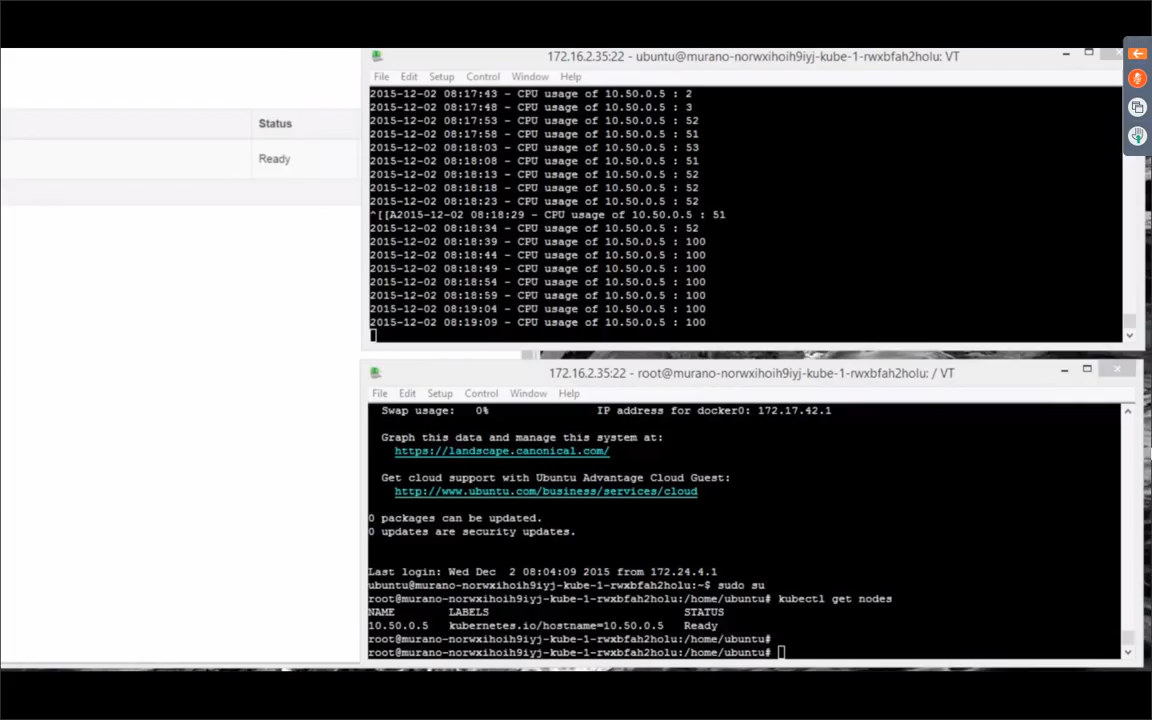 Status
Ready
172.16.2.35:22 - ubuntu@murano-norwxihoih9iyj-kube-1-rwxbfah2holu: VT
File Edit Setup Control Window Help
2015-12-02 08:17:43 - CPU usage of 10.50.0.5 : 2
2015-12-02 08:17:48 - CPU usage of 10.50.0.5 : 3
2015-12-02 08:17:53 - CPU usage of 10.50.0.5 : 52
2015-12-02 08:17:58 - CPU usage of 10.50.0.5 : 51
2015-12-02 08:18:03 - CPU usage of 10.50.0.5 : 53
2015-12-02 08:18:08 - CPU usage of 10.50.0.5 : 51
2015-12-02 08:18:13 - CPU usage of 10.50.0.5 : 52
2015-12-02 08:18:18 - CPU usage of 10.50.0.5 : 52
2015-12-02 08:18:23 - CPU usage of 10.50.0.5 : 52
^[[A2015-12-02 08:18:29 - CPU usage of 10.50.0.5 : 51
2015-12-02 08:18:34 - CPU usage of 10.50.0.5 : 52
2015-12-02 08:18:39 - CPU usage of 10.50.0.5 : 100
2015-12-02 08:18:44 - CPU usage of 10.50.0.5 : 100
2015-12-02 08:18:49 - CPU usage of 10.50.0.5 : 100
2015-12-02 08:18:54 - CPU usage of 10.50.0.5 : 100
2015-12-02 08:18:59 - CPU usage of 10.50.0.5 : 100
2015-12-02 08:19:04 - CPU usage of 10.50.0.5 : 100
2015-12-02 08:19:09 - CPU usage of 10.50.0.5 : 100
172.16.2.35:22 - root@murano-norwxihoih9iyj-kube-1-rwxbfah2holu: / VT
File Edit Setup Control Window Help
Swap usage: 0% IP address for docker0: 172.17.42.1
Graph this data and manage this system at:
https://landscape.canonical.com/
Get cloud support with Ubuntu Advantage Cloud Guest:
http://www.ubuntu.com/business/services/cloud
0 packages can be updated.
0 updates are security updates.
Last login: Wed Dec 2 08:04:09 2015 from 172.24.4.1
ubuntu@murano-norwxihoih9iyj-kube-1-rwxbfah2holu:~$ sudo su
root@murano-norwxihoih9iyj-kube-1-rwxbfah2holu:/home/ubuntu# kubectl get nodes
NAME LABELS STATUS
10.50.0.5 kubernetes.io/hostname=10.50.0.5 Ready
root@murano-norwxihoih9iyj-kube-1-rwxbfah2holu:/home/ubuntu#
root@murano-norwxihoih9iyj-kube-1-rwxbfah2holu:/home/ubuntu#